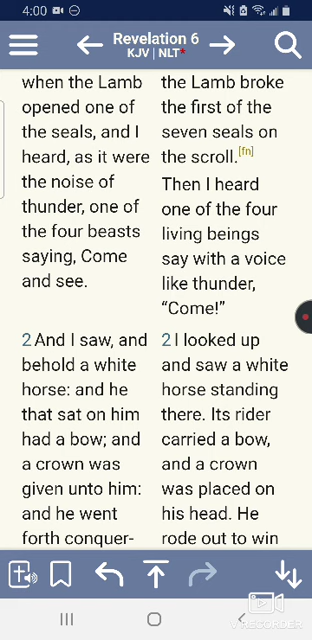 4:00
Revelation 6
KJV | NLT*
when the Lamb
opened one of
the seals, and I
heard, as it were
the noise of
thunder, one of
the four beasts
saying, Come
and see.
2 And I saw, and
behold a white
horse: and he
that sat on him
had a bow; and
a crown was
given unto him:
and he went
forth conquer-
the Lamb broke
the first of the
seven seals on
the scroll.[fn]
Then I heard
one of the four
living beings
say with a voice
like thunder,
“Come!”
2 I looked up
and saw a white
horse standing
there. Its rider
carried a bow,
and a crown
was placed on
his head. He
rode out to win
V RECORDER